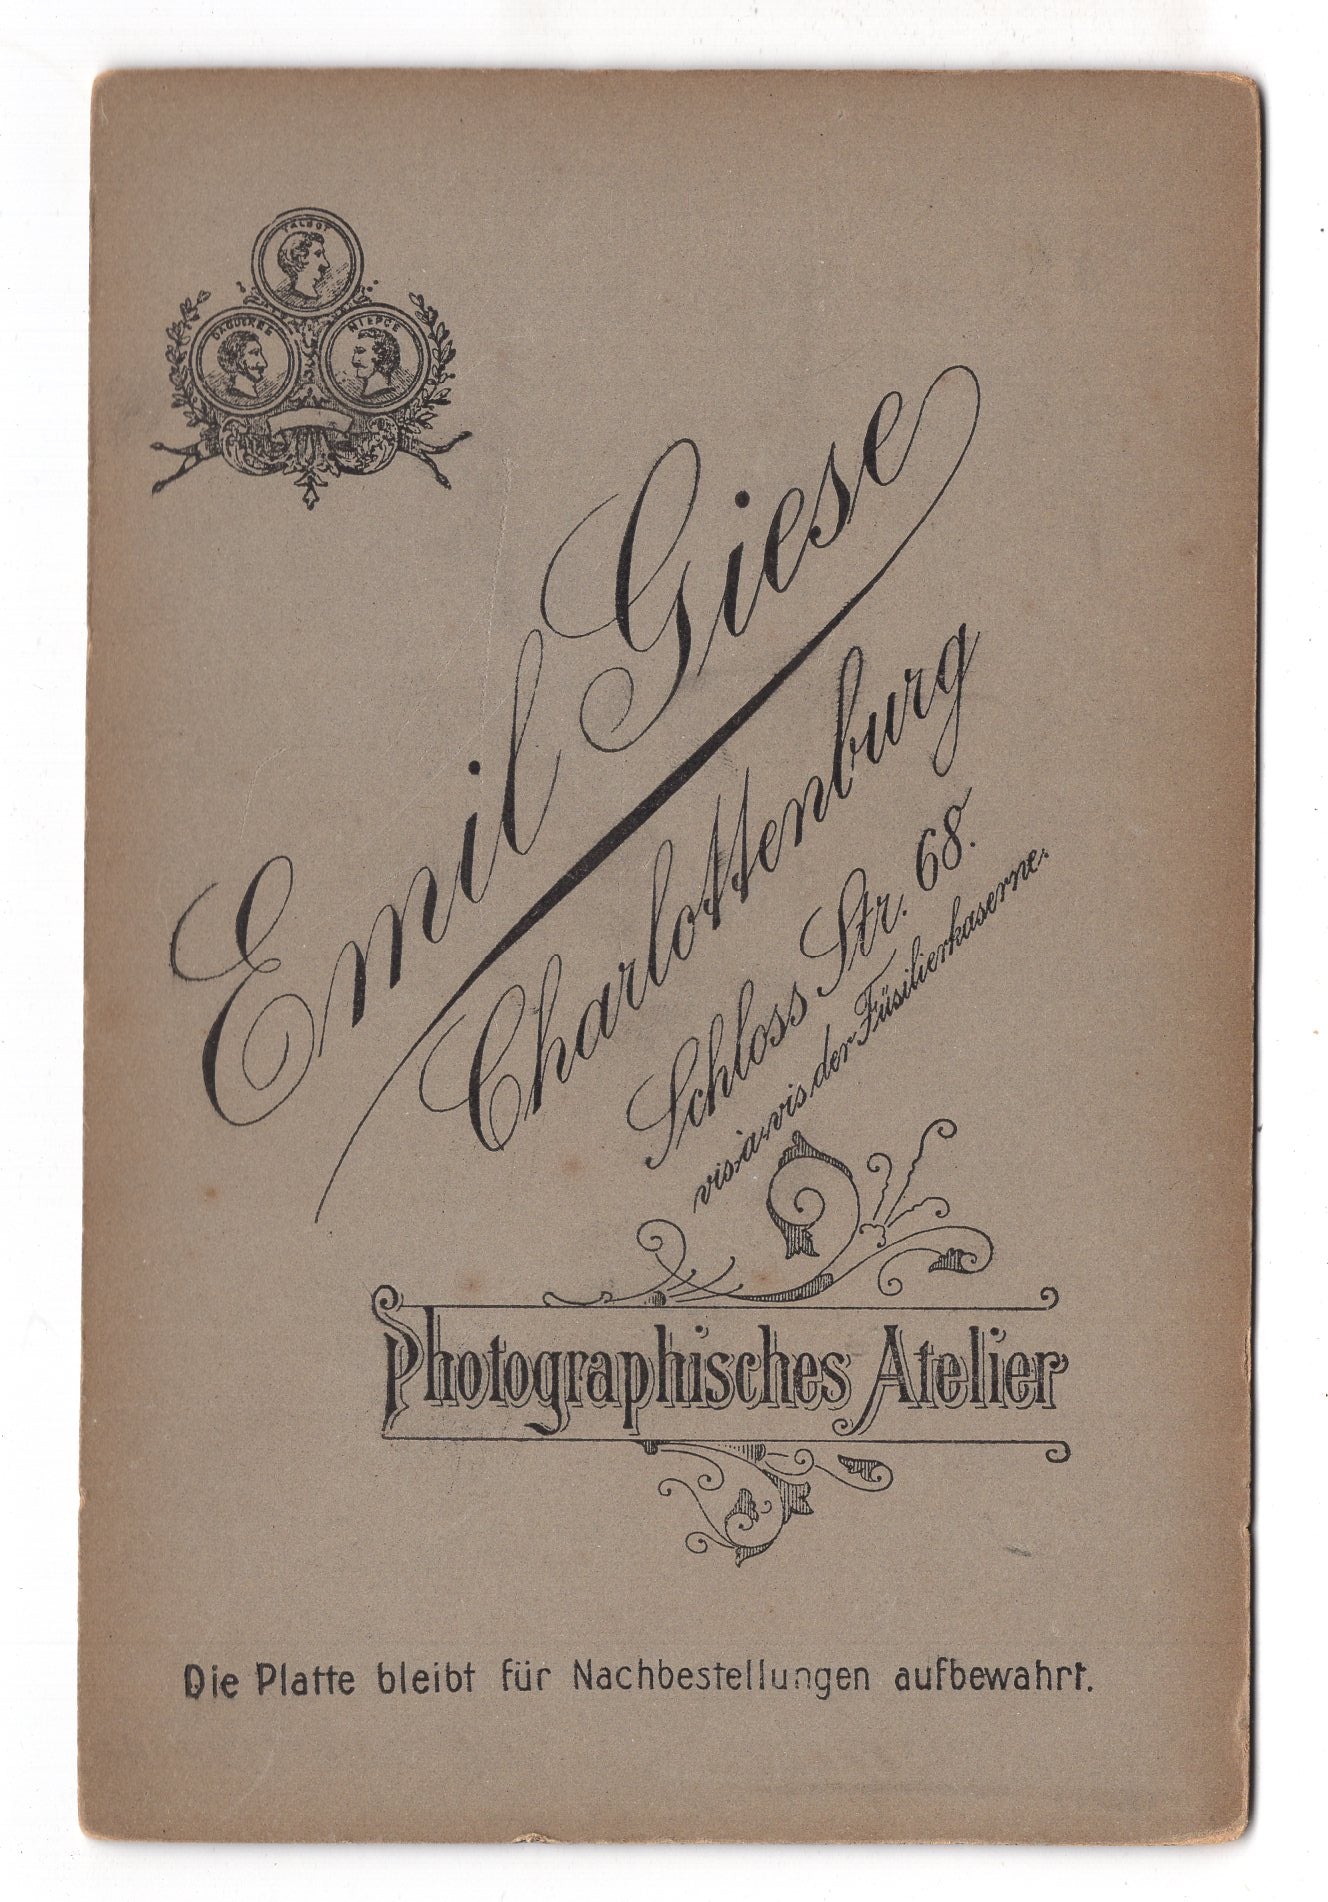 TALBOT
DAGUERRE
NIEPCE
Emil Giese
Charlottenburg
Schloss Str. 68.
vis-a-vis der Füsilierkaserne.
Photographisches Atelier
Die Platte bleibt für Nachbestellungen aufbewahrt.